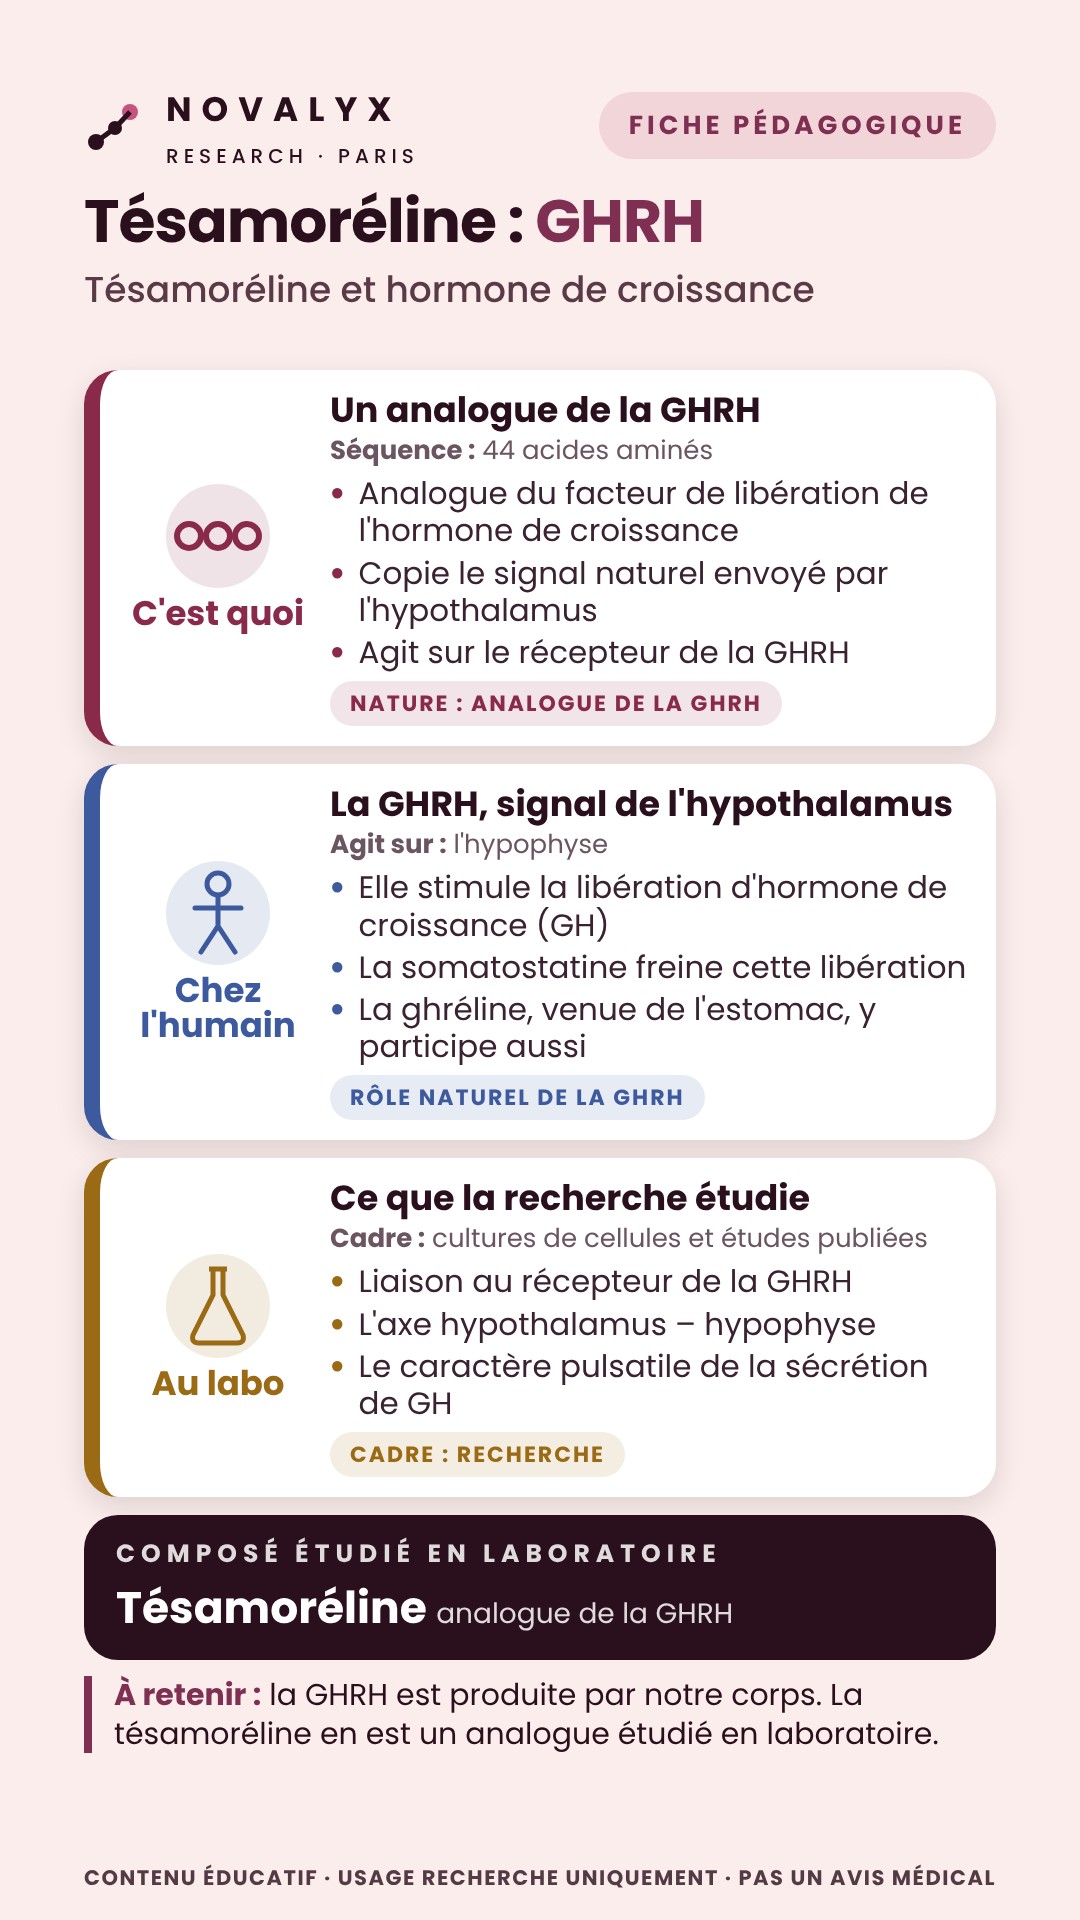 NOVALYX
RESEARCH · PARIS
FICHE PÉDAGOGIQUE
Tésamoréline : GHRH
Tésamoréline et hormone de croissance
C'est quoi
Un analogue de la GHRH
Séquence : 44 acides aminés
• Analogue du facteur de libération de
l'hormone de croissance
• Copie le signal naturel envoyé par
l'hypothalamus
• Agit sur le récepteur de la GHRH
NATURE : ANALOGUE DE LA GHRH
Chez
l'humain
La GHRH, signal de l'hypothalamus
Agit sur : l'hypophyse
• Elle stimule la libération d'hormone de
croissance (GH)
• La somatostatine freine cette libération
• La ghréline, venue de l'estomac, y
participe aussi
RÔLE NATUREL DE LA GHRH
Au labo
Ce que la recherche étudie
Cadre : cultures de cellules et études publiées
• Liaison au récepteur de la GHRH
• L'axe hypothalamus – hypophyse
• Le caractère pulsatile de la sécrétion
de GH
CADRE : RECHERCHE
COMPOSÉ ÉTUDIÉ EN LABORATOIRE
Tésamoréline analogue de la GHRH
À retenir : la GHRH est produite par notre corps. La
tésamoréline en est un analogue étudié en laboratoire.
CONTENU ÉDUCATIF · USAGE RECHERCHE UNIQUEMENT · PAS UN AVIS MÉDICAL